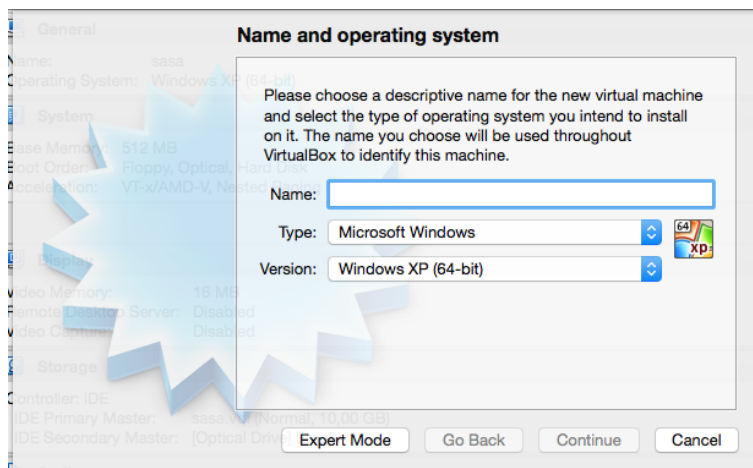 General
Name: sasa
Operating System: Windows XP (64-bit)
System
Base Memory: 512 MB
Boot Order: Floppy, Optical, Hard Disk
Acceleration: VT-x/AMD-V, Nested Paging
Display
Video Memory: 16 MB
Remote Desktop Server: Disabled
Video Capture: Disabled
Storage
Controller: IDE
IDE Primary Master: (Normal, 10,00 GB)
IDE Secondary Master: [Optical Drive]
Name and operating system
Please choose a descriptive name for the new virtual machine
and select the type of operating system you intend to install
on it. The name you choose will be used throughout
VirtualBox to identify this machine.
Name:
Type: Microsoft Windows
64
xp
Version: Windows XP (64-bit)
Expert Mode Go Back Continue Cancel